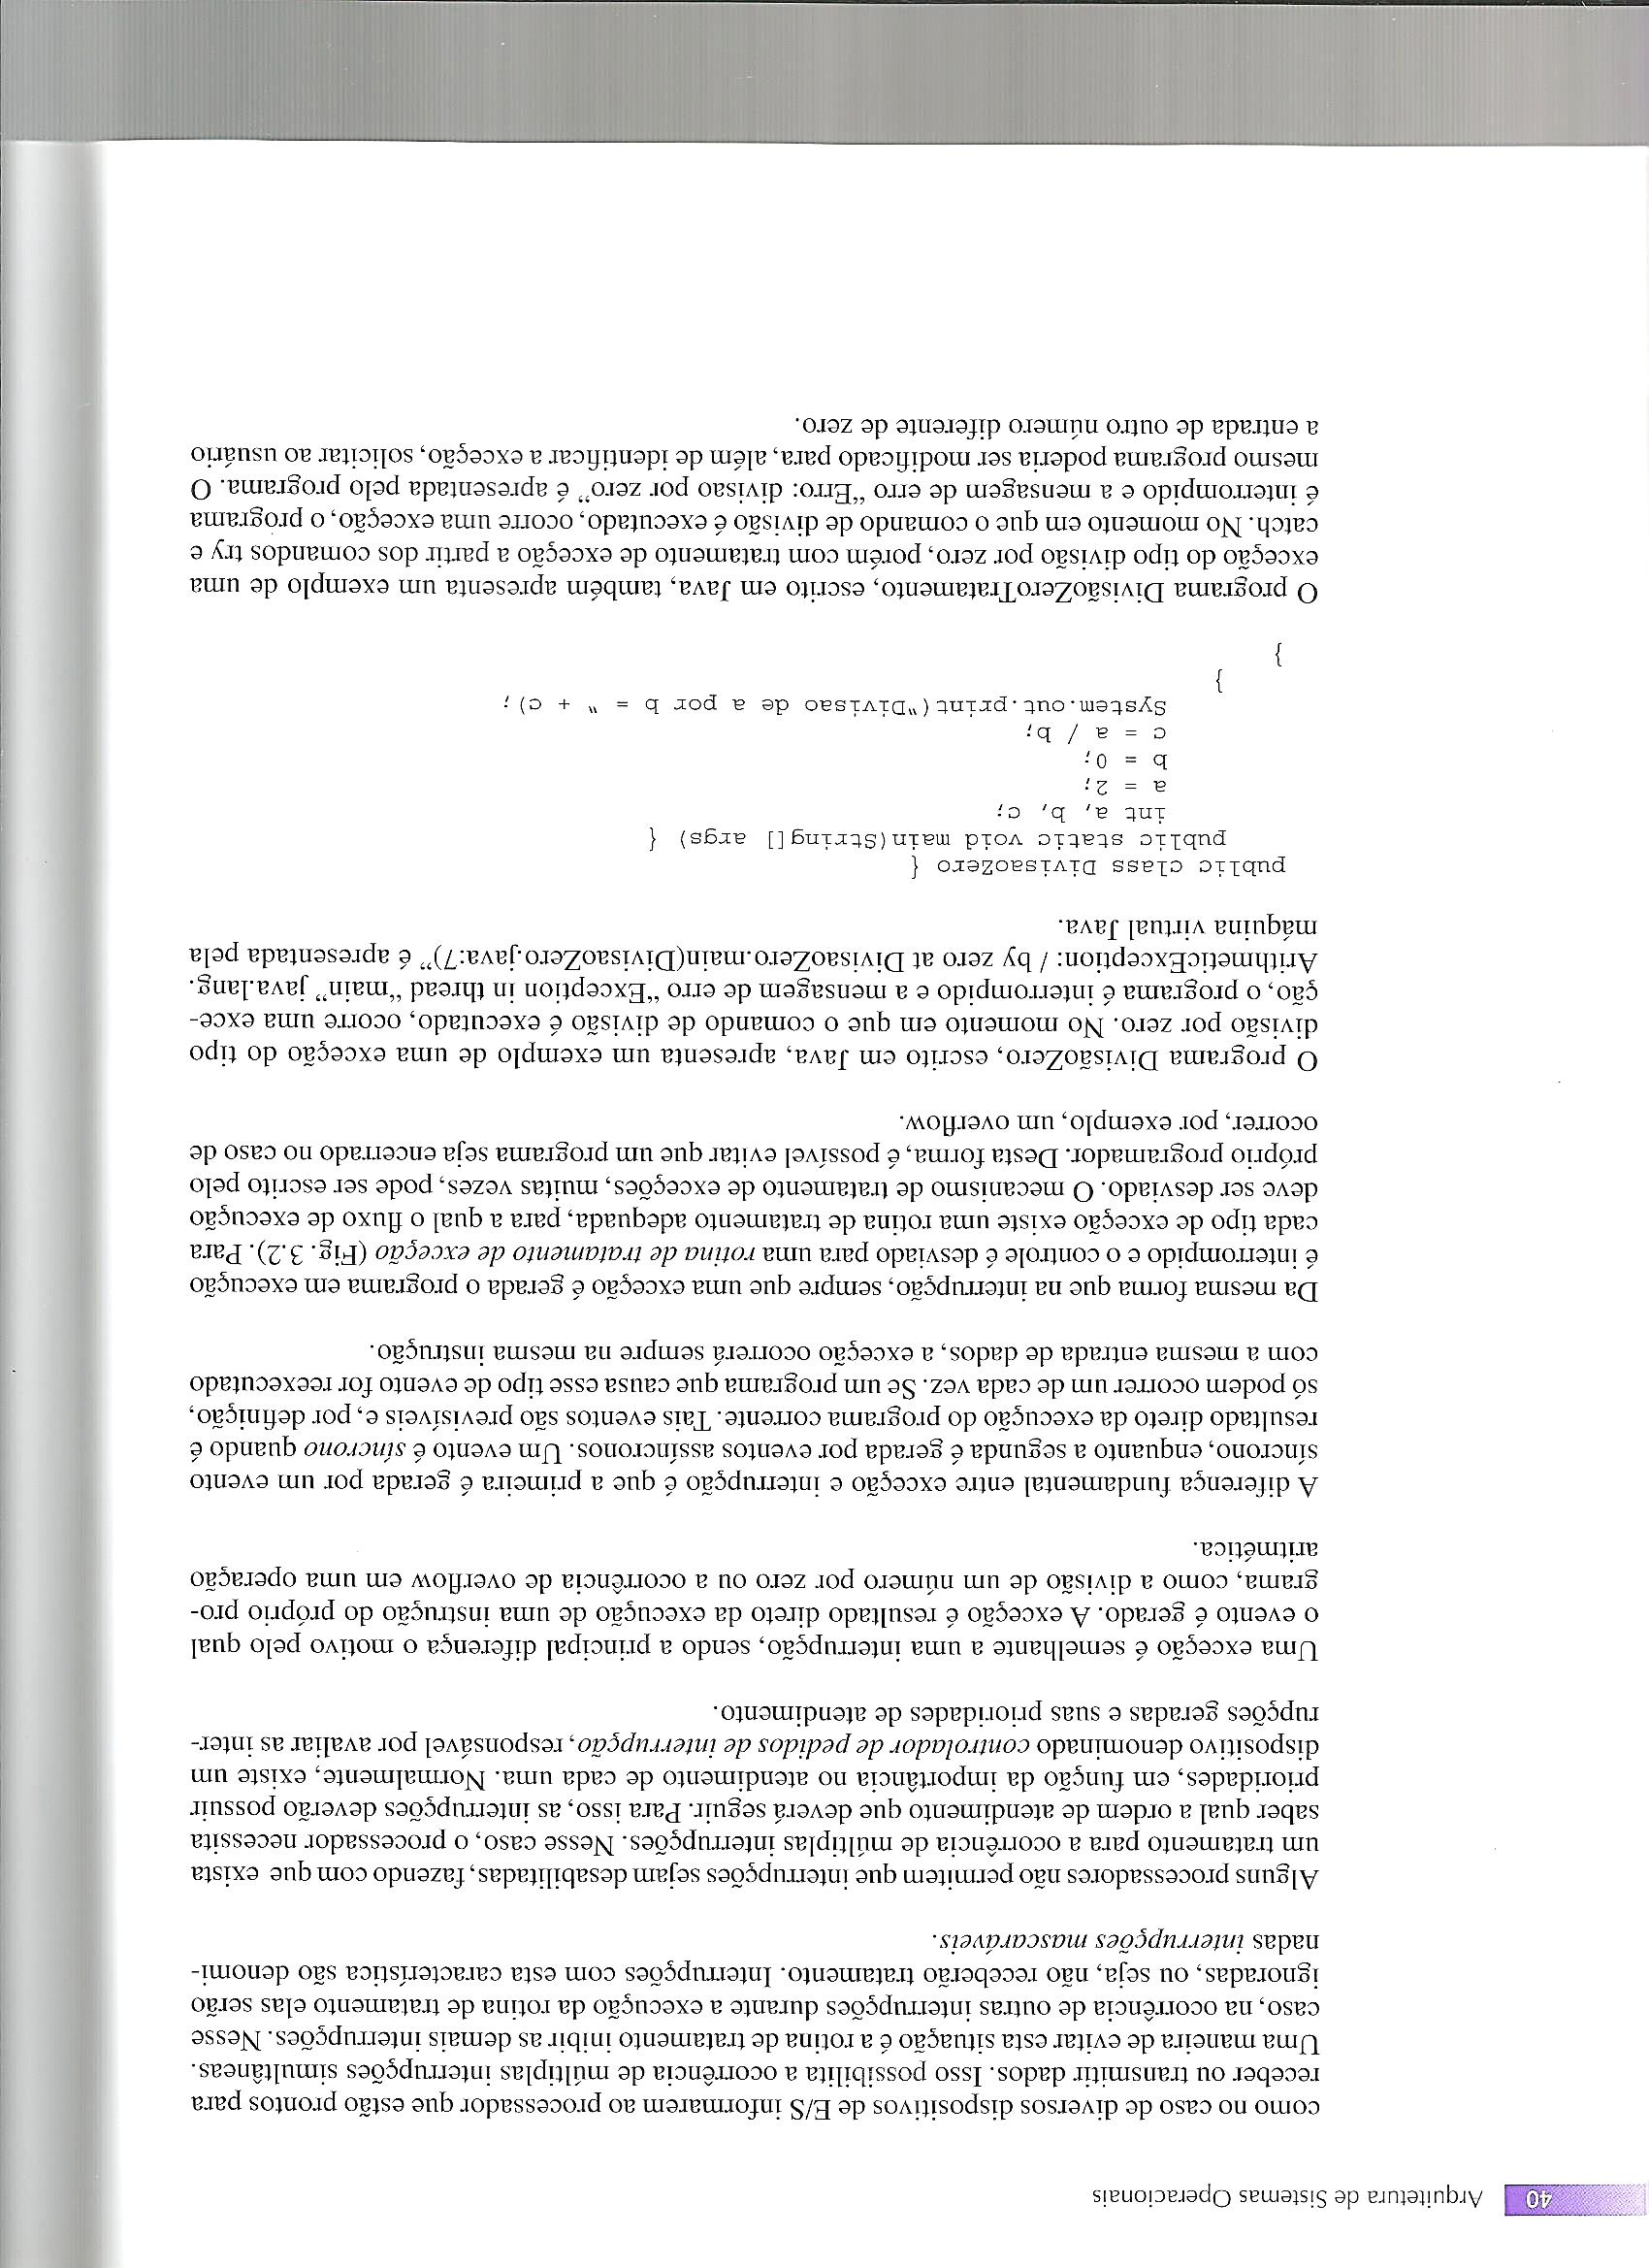 40 Arquitetura de Sistemas Operacionais
como no caso de diversos dispositivos de E/S informarem ao processador que estão prontos para
receber ou transmitir dados. Isso possibilita a ocorrência de múltiplas interrupções simultâneas.
Uma maneira de evitar esta situação é a rotina de tratamento inibir as demais interrupções. Nesse
caso, na ocorrência de outras interrupções durante a execução da rotina de tratamento elas serão
ignoradas, ou seja, não receberão tratamento. Interrupções com esta característica são denomi-
nadas interrupções mascaráveis.
Alguns processadores não permitem que interrupções sejam desabilitadas, fazendo com que exista
um tratamento para a ocorrência de múltiplas interrupções. Nesse caso, o processador necessita
saber qual a ordem de atendimento que deverá seguir. Para isso, as interrupções deverão possuir
prioridades, em função da importância no atendimento de cada uma. Normalmente, existe um
dispositivo denominado controlador de pedidos de interrupção, responsável por avaliar as inter-
rupções geradas e suas prioridades de atendimento.
Uma exceção é semelhante a uma interrupção, sendo a principal diferença o motivo pelo qual
o evento é gerado. A exceção é resultado direto da execução de uma instrução do próprio pro-
grama, como a divisão de um número por zero ou a ocorrência de overflow em uma operação
aritmética.
A diferença fundamental entre exceção e interrupção é que a primeira é gerada por um evento
síncrono, enquanto a segunda é gerada por eventos assíncronos. Um evento é síncrono quando é
resultado direto da execução do programa corrente. Tais eventos são previsíveis e, por definição,
só podem ocorrer um de cada vez. Se um programa que causa esse tipo de evento for reexecutado
com a mesma entrada de dados, a exceção ocorrerá sempre na mesma instrução.
Da mesma forma que na interrupção, sempre que uma exceção é gerada o programa em execução
é interrompido e o controle é desviado para uma rotina de tratamento de exceção (Fig. 3.2). Para
cada tipo de exceção existe uma rotina de tratamento adequada, para a qual o fluxo de execução
deve ser desviado. O mecanismo de tratamento de exceções, muitas vezes, pode ser escrito pelo
próprio programador. Desta forma, é possível evitar que um programa seja encerrado no caso de
ocorrer, por exemplo, um overflow.
O programa DivisãoZero, escrito em Java, apresenta um exemplo de uma exceção do tipo
divisão por zero. No momento em que o comando de divisão é executado, ocorre uma exce-
ção, o programa é interrompido e a mensagem de erro “Exception in thread “main” java.lang.
ArithmeticException: / by zero at DivisaoZero.main(DivisaoZero.java:7)” é apresentada pela
máquina virtual Java.
public class Divisaozero {
public static void main(String[] args) {
int a, b, c;
a = 2;
b = 0;
c = a / b;
System.out.print("Divisao de a por b = " + c);
}
}
O programa DivisãoZeroTratamento, escrito em Java, também apresenta um exemplo de uma
exceção do tipo divisão por zero, porém com tratamento de exceção a partir dos comandos try e
catch. No momento em que o comando de divisão é executado, ocorre uma exceção, o programa
é interrompido e a mensagem de erro “Erro: divisao por zero” é apresentada pelo programa. O
mesmo programa poderia ser modificado para, além de identificar a exceção, solicitar ao usuário
a entrada de outro número diferente de zero.